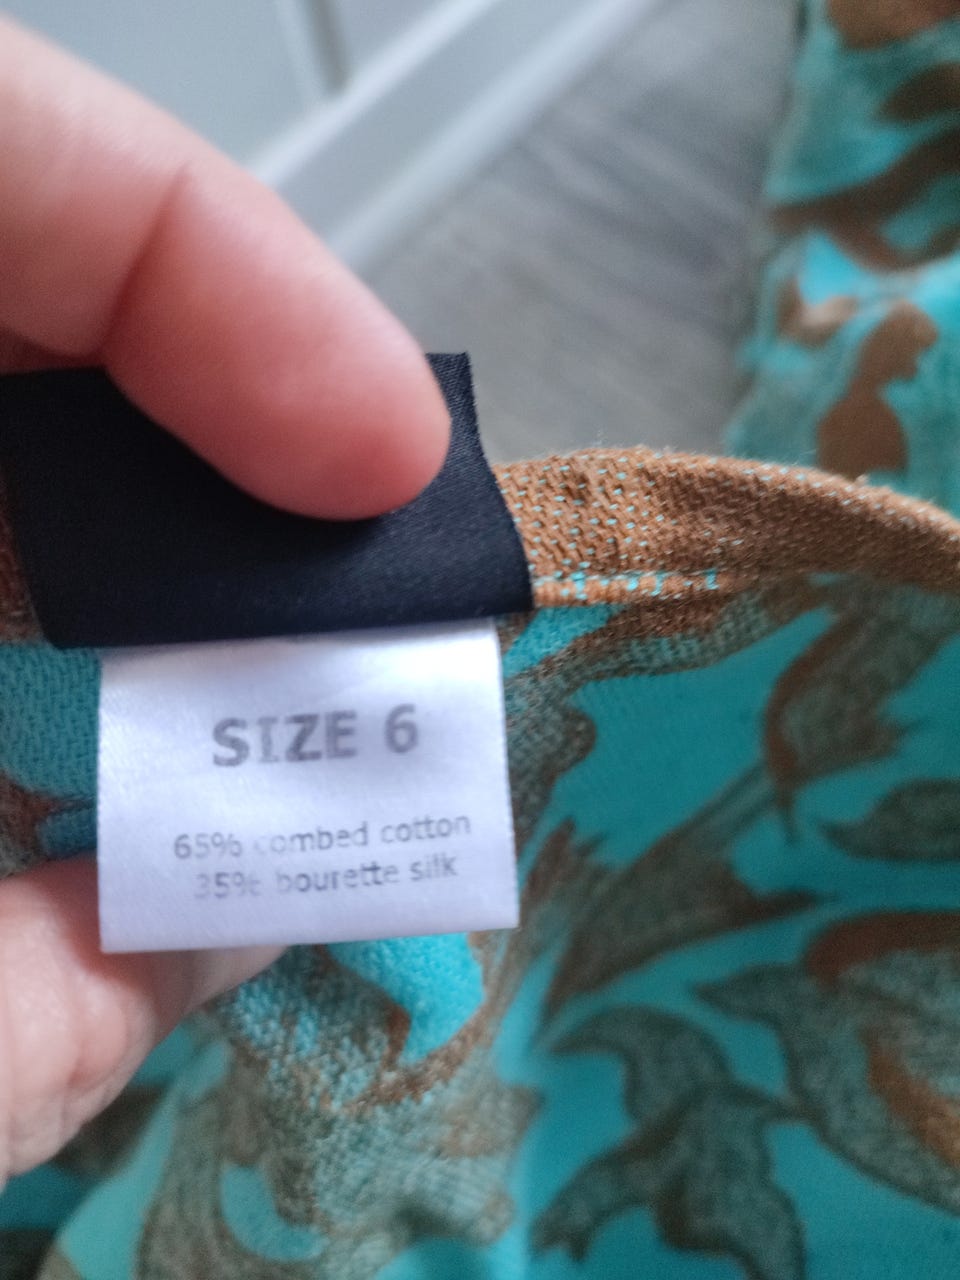 SIZE 6
65% combed cotton
35% bourette silk